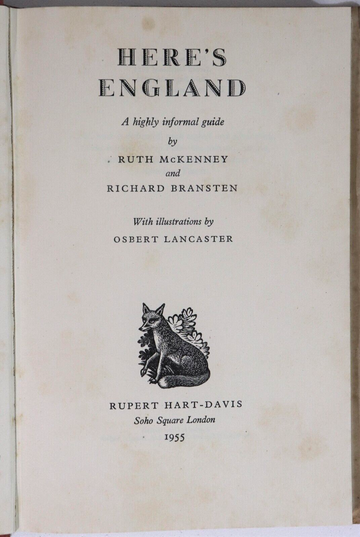 HERE'S
ENGLAND
A highly informal guide
by
RUTH McKENNEY
and
RICHARD BRANSTEN
With illustrations by
OSBERT LANCASTER
RUPERT HART-DAVIS
Soho Square London
1955